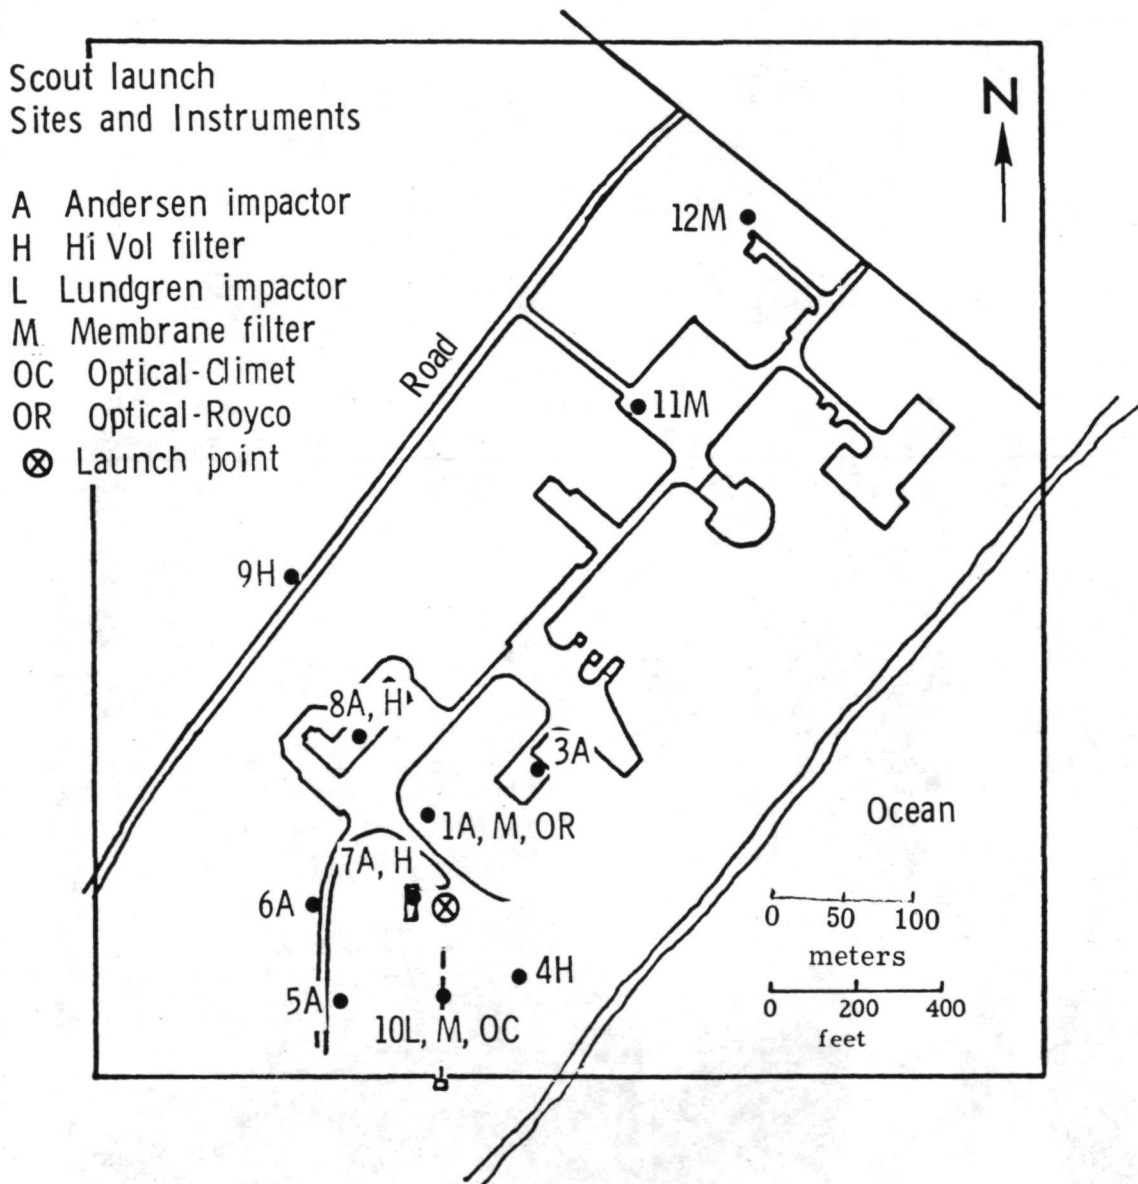 Scout launch
Sites and Instruments
A Andersen impactor
H Hi Vol filter
L Lundgren impactor
M Membrane filter
OC Optical-Climet
OR Optical-Royco
⊗ Launch point
N
12M
Road
11M
9H
8A, H
3A
1A, M, OR
Ocean
7A, H
6A
0 50 100
meters
4H
5A
10L, M, OC
0 200 400
feet